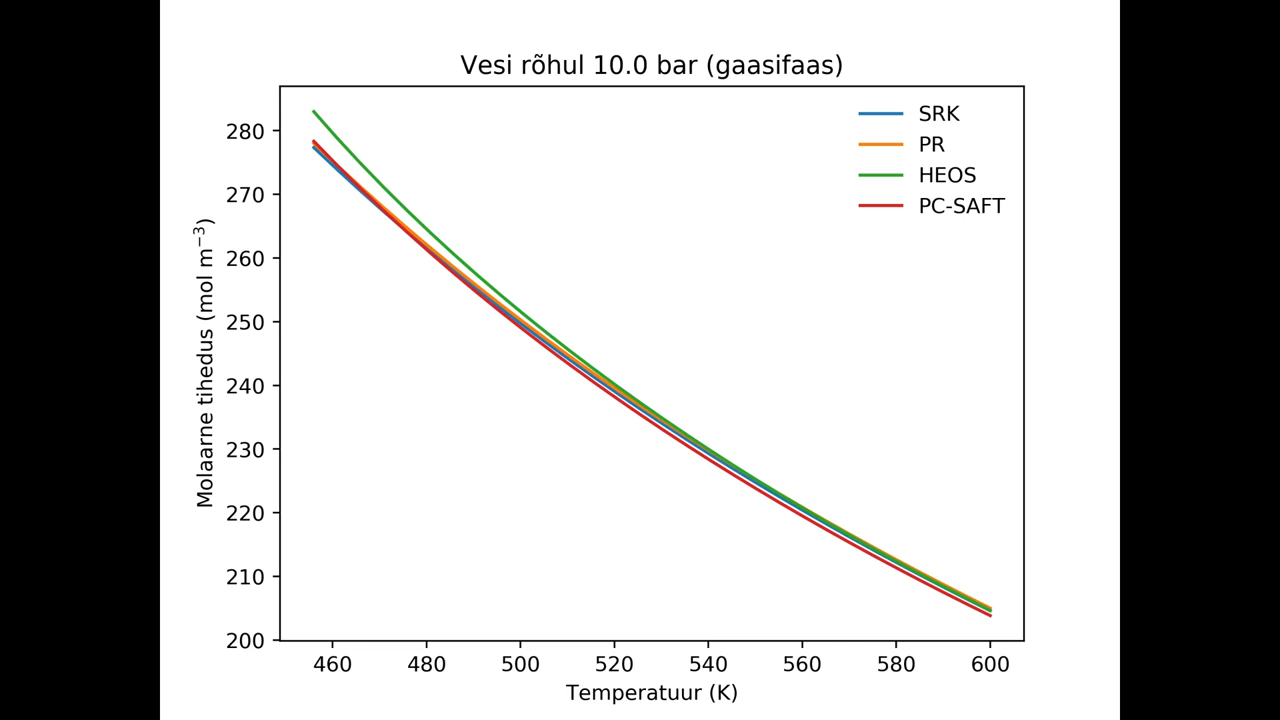 Vesi rõhul 10.0 bar (gaasifaas)
SRK
PR
HEOS
PC-SAFT
Molaarne tihedus (mol m⁻³)
280
270
260
250
240
230
220
210
200
460 480 500 520 540 560 580 600
Temperatuur (K)